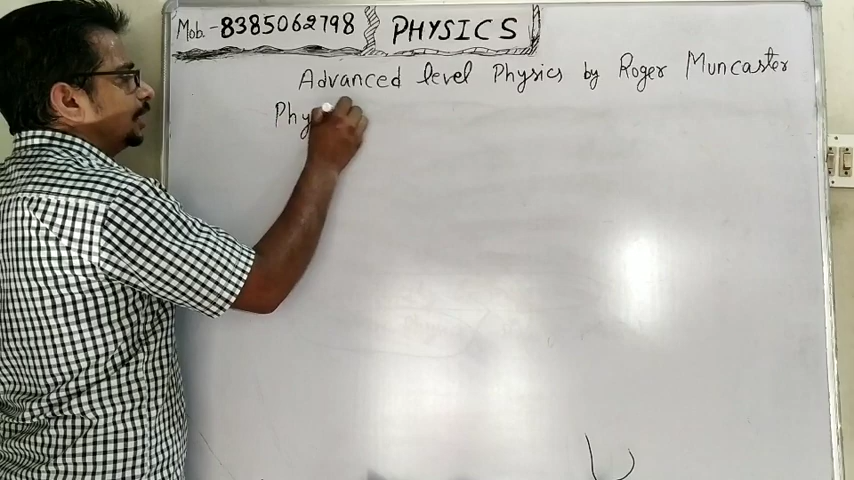 Mob.-8385062798 PHYSICS
Advanced level Physics by Roger Muncaster
Phy